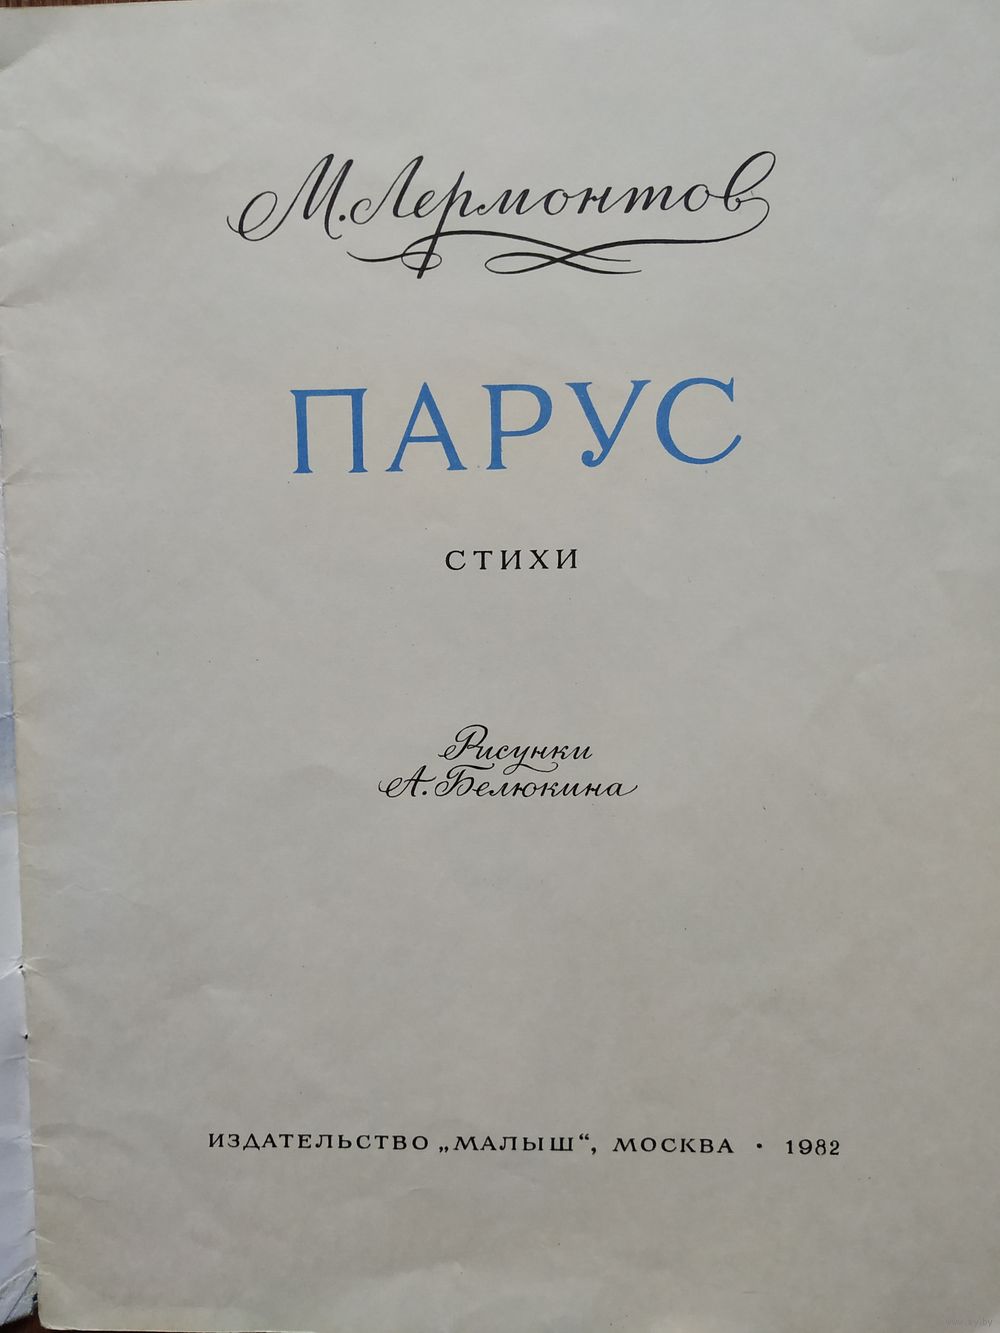 М. Лермонтов
ПАРУС
СТИХИ
Рисунки
А. Белюкина
ИЗДАТЕЛЬСТВО „МАЛЫШ“, МОСКВА · 1982